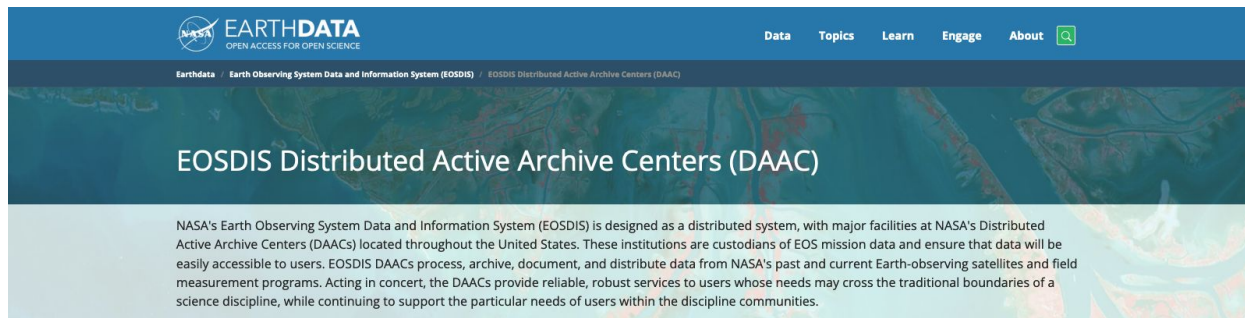 NASA
EARTHDATA
OPEN ACCESS FOR OPEN SCIENCE
Data Topics Learn Engage About
Earthdata / Earth Observing System Data and Information System (EOSDIS) / EOSDIS Distributed Active Archive Centers (DAAC)
EOSDIS Distributed Active Archive Centers (DAAC)
NASA's Earth Observing System Data and Information System (EOSDIS) is designed as a distributed system, with major facilities at NASA's Distributed
Active Archive Centers (DAACs) located throughout the United States. These institutions are custodians of EOS mission data and ensure that data will be
easily accessible to users. EOSDIS DAACs process, archive, document, and distribute data from NASA's past and current Earth-observing satellites and field
measurement programs. Acting in concert, the DAACs provide reliable, robust services to users whose needs may cross the traditional boundaries of a
science discipline, while continuing to support the particular needs of users within the discipline communities.